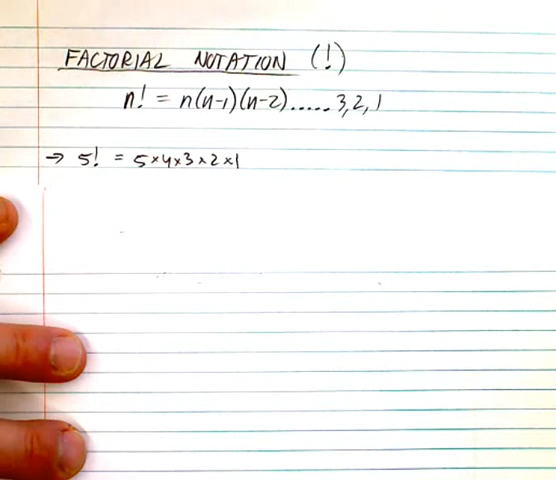 FACTORIAL NOTATION (!)
n! = n(n-1)(n-2)..... 3,2,1
→ 5! = 5×4×3×2×1